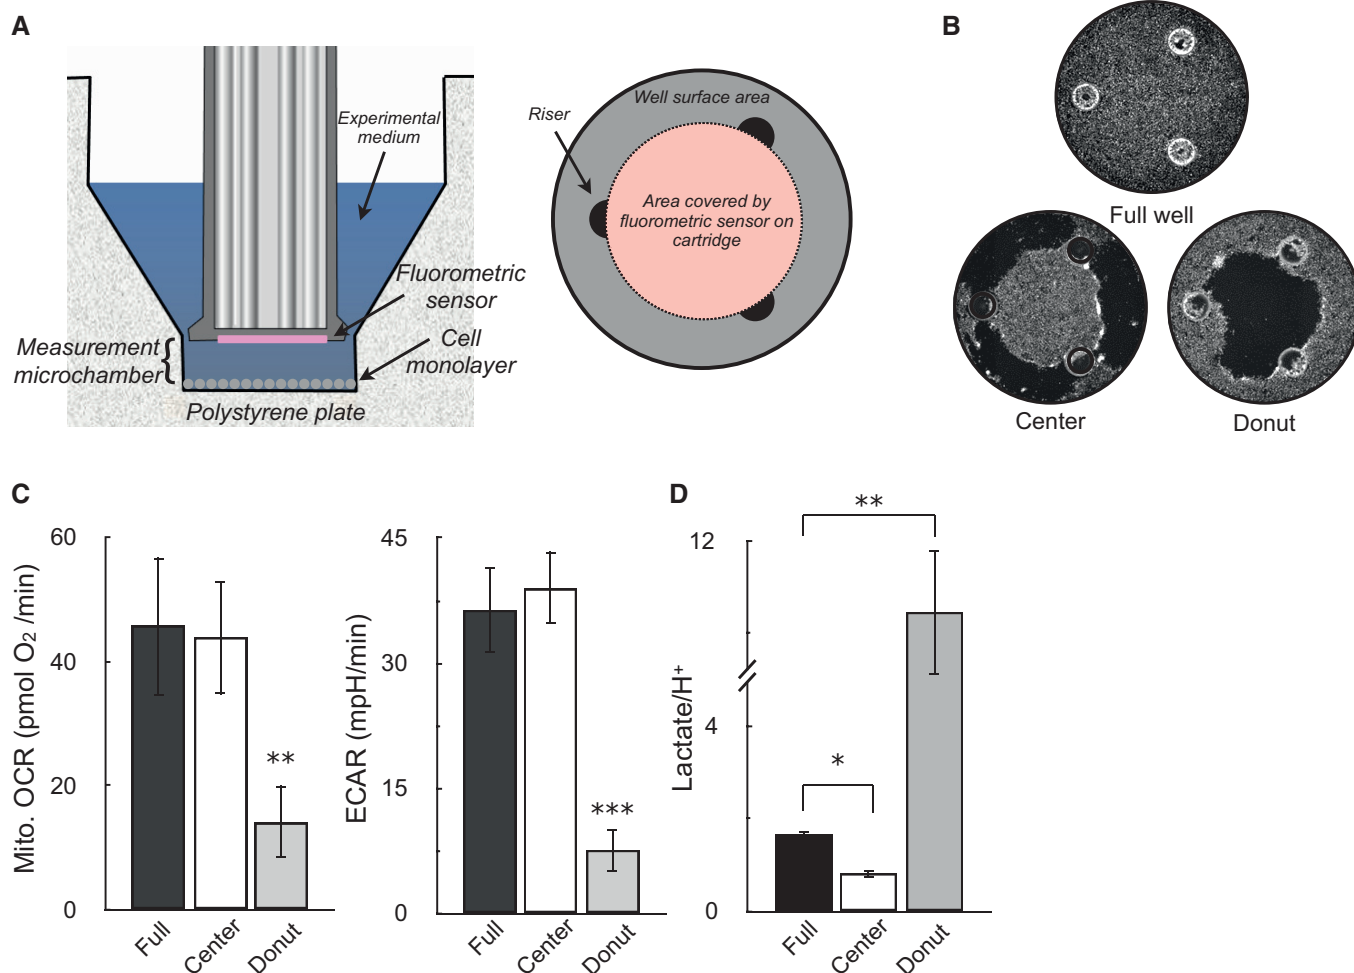 A
Experimental
medium
Fluorometric
sensor
Cell
monolayer
Measurement
microchamber
{
Polystyrene plate
Well surface area
Riser
Area covered by
fluorometric sensor on
cartridge
B
Full well
Center
Donut
C
Mito. OCR (pmol O₂ /min)
60
40
20
0
**
Full
Center
Donut
ECAR (mpH/min)
45
30
15
0
***
Full
Center
Donut
D
Lactate/H⁺
12
4
0
**
*
Full
Center
Donut